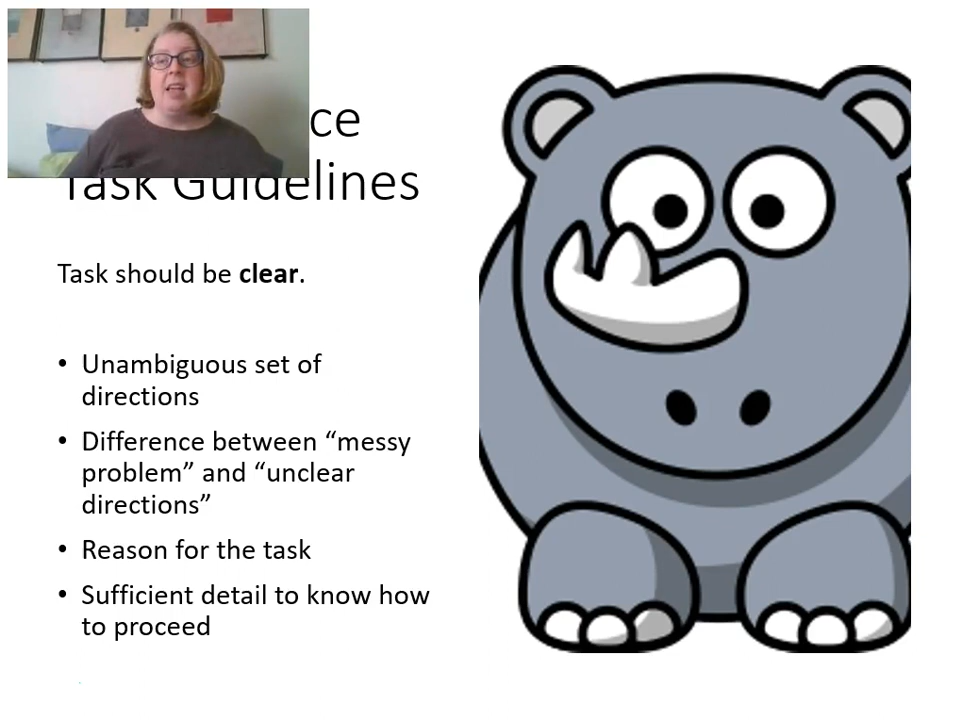 ce
Task Guidelines
Task should be clear.
• Unambiguous set of
directions
• Difference between “messy
problem” and “unclear
directions”
• Reason for the task
• Sufficient detail to know how
to proceed